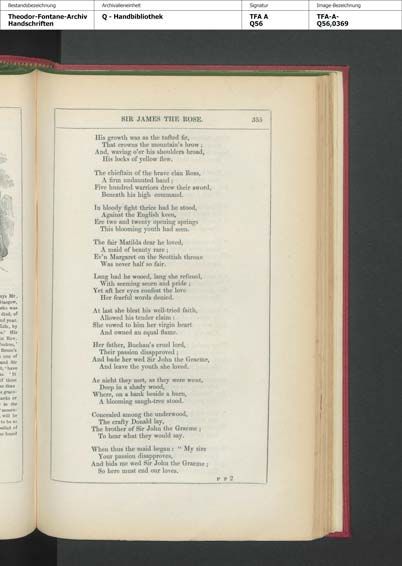 Bestandsbezeichnung
Theodor-Fontane-Archiv
Handschriften
Archivalieneinheit
Q - Handbibliothek
Signatur
TFA A
Q56
Image-Bezeichnung
TFA-A-
Q56,0369
SIR JAMES THE ROSE. 355
His growth was as the tufted fir,
That crowns the mountain's brow;
And, waving o'er his shoulders broad,
His locks of yellow flew.
The chieftain of the brave clan Ross,
A firm undaunted band;
Five hundred warriors drew their sword,
Beneath his high command.
In bloody fight thrice had he stood,
Against the English keen,
Ere two and twenty opening springs
This blooming youth had seen.
The fair Matilda dear he loved,
A maid of beauty rare;
Ev'n Margaret on the Scottish throne
Was never half so fair.
Lang had he wooed, lang she refused,
With seeming scorn and pride;
Yet aft her eyes confest the love
Her fearful words denied.
At last she blest his well-tried faith,
Allowed his tender claim:
She vowed to him her virgin heart
And owned an equal flame.
Her father, Buchan's cruel lord,
Their passion disapproved;
And bade her wed Sir John the Graeme,
And leave the youth she loved.
Ae nicht they met, as they were wont,
Deep in a shady wood,
Where, on a bank beside a burn,
A blooming saugh-tree stood.
Concealed among the underwood,
The crafty Donald lay,
The brother of Sir John the Graeme;
To hear what they would say.
When thus the maid began: "My sire
Your passion disapproves,
And bids me wed Sir John the Graeme;
So here must end our loves.
P P 2